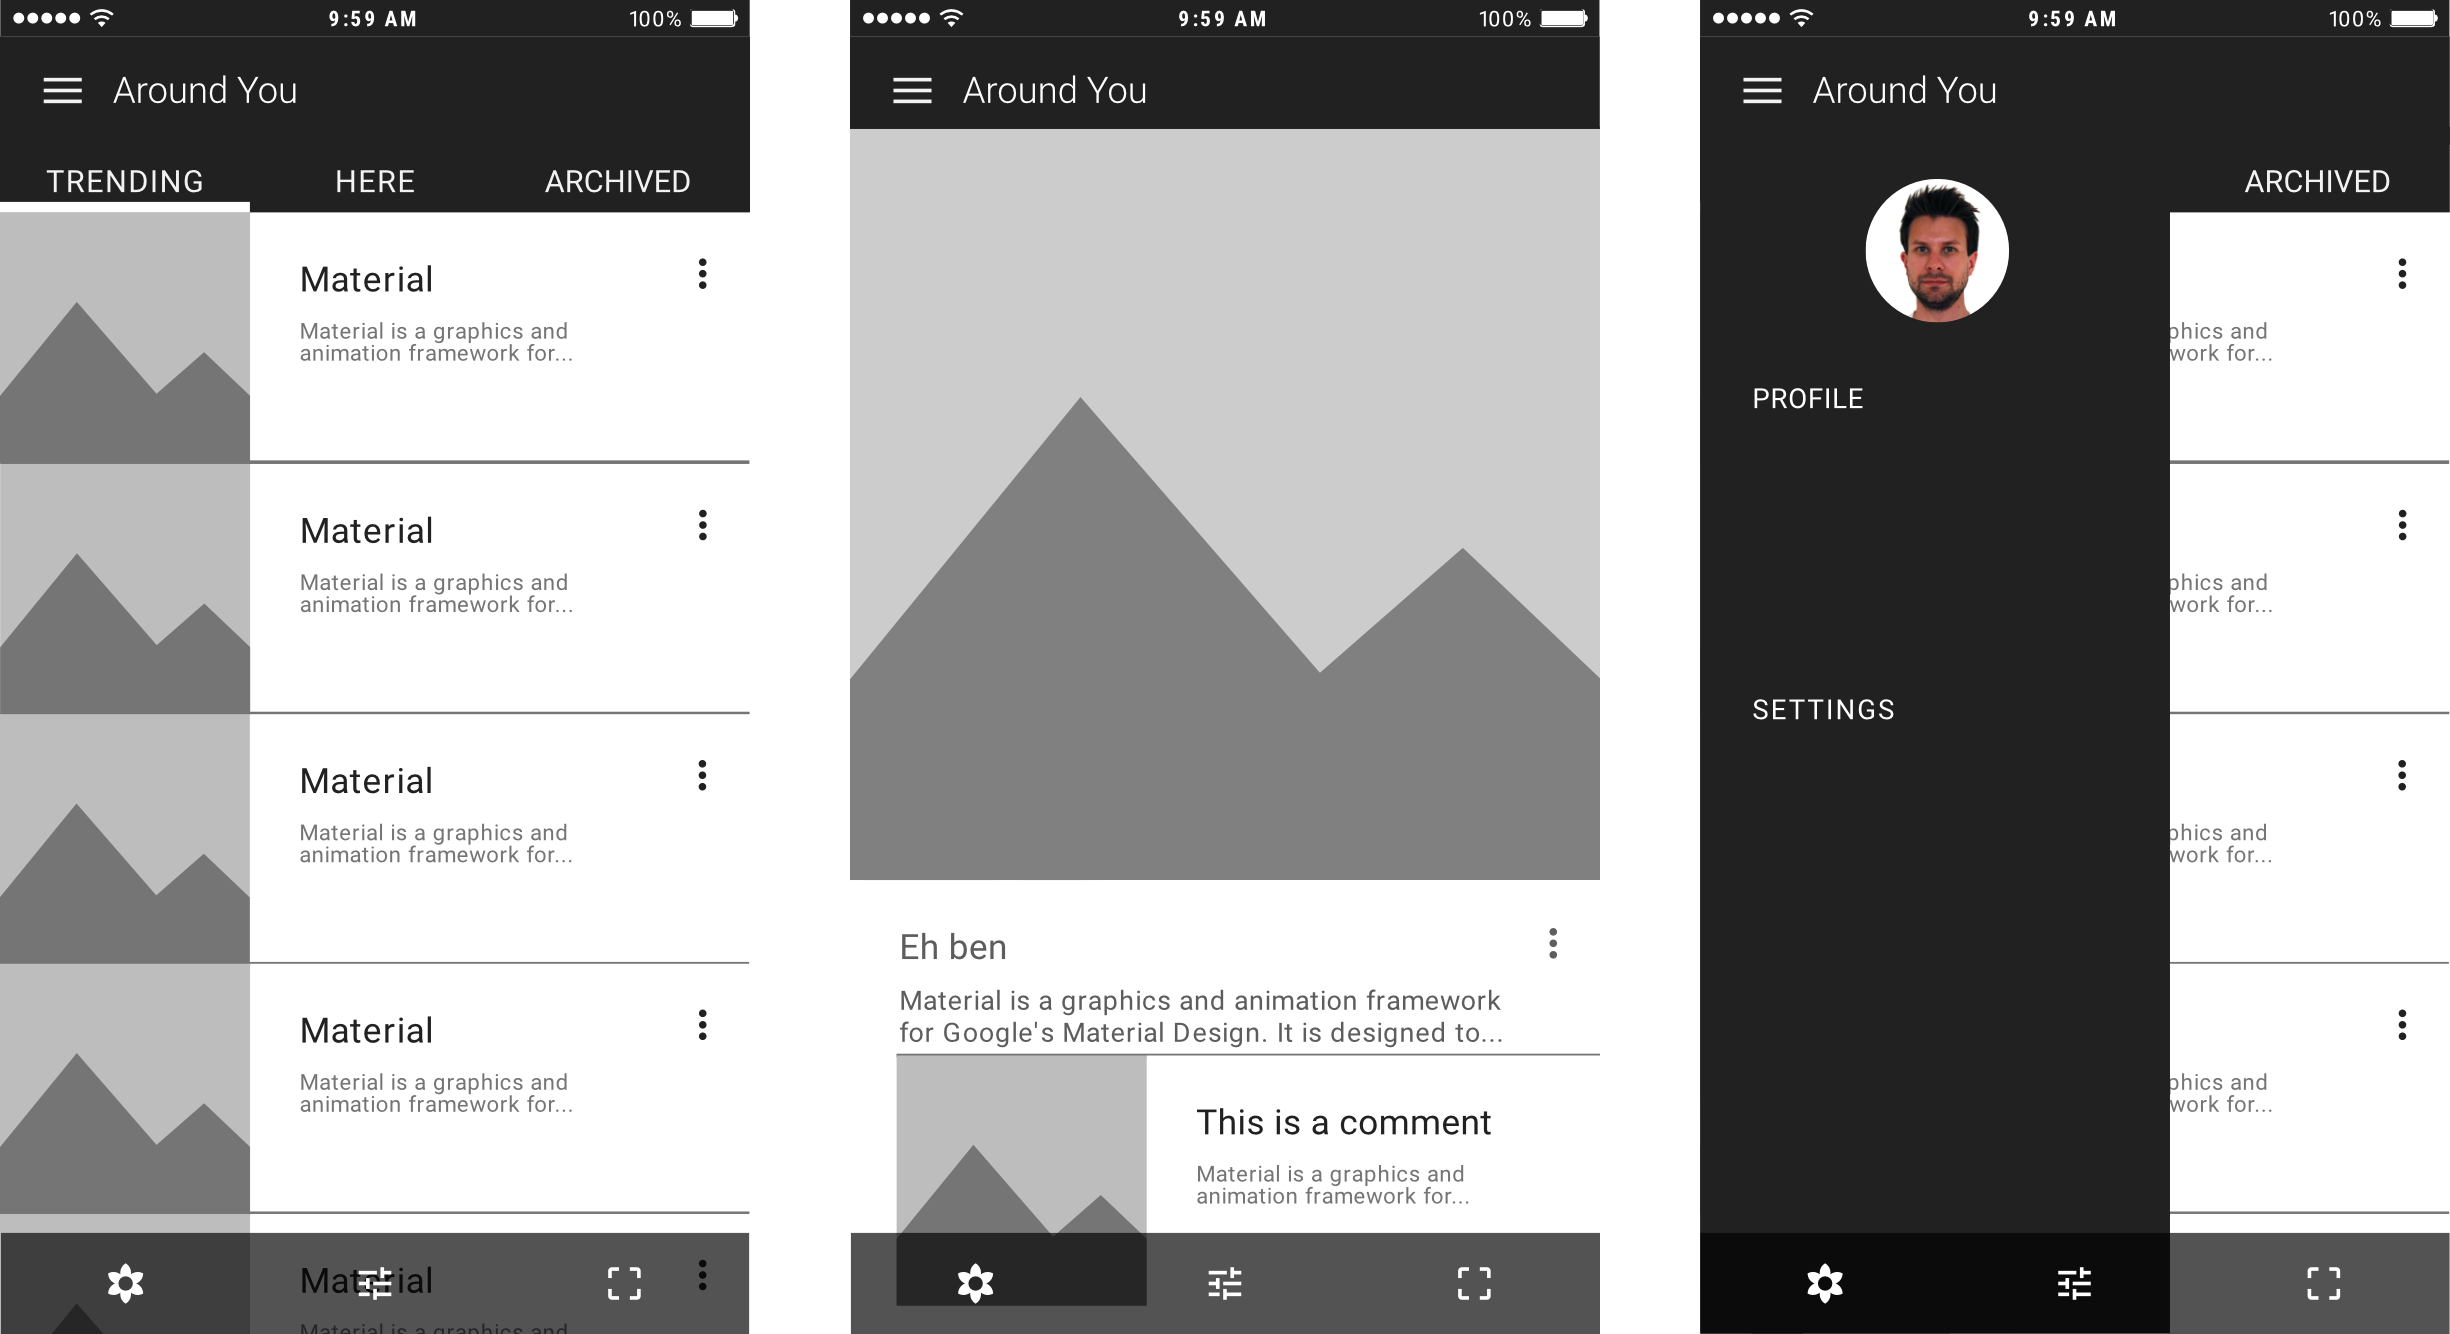 9:59 AM 100%
Around You
TRENDING HERE ARCHIVED
Material
Material is a graphics and
animation framework for...
Material
Material is a graphics and
animation framework for...
Material
Material is a graphics and
animation framework for...
Material
Material is a graphics and
animation framework for...
Material
Material is a graphics and
9:59 AM 100%
Around You
Eh ben
Material is a graphics and animation framework
for Google's Material Design. It is designed to...
This is a comment
Material is a graphics and
animation framework for...
9:59 AM 100%
Around You
ARCHIVED
PROFILE
SETTINGS
phics and
work for...
phics and
work for...
phics and
work for...
phics and
work for...